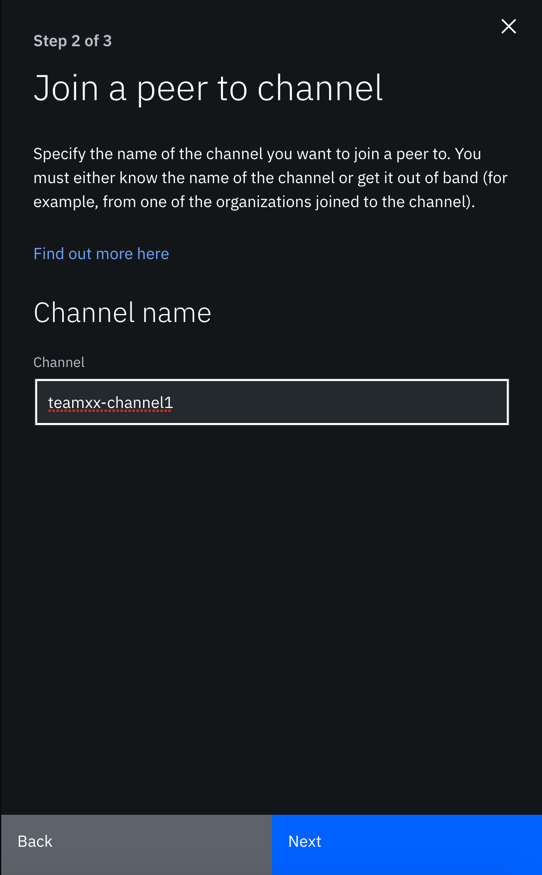 Step 2 of 3
Join a peer to channel
Specify the name of the channel you want to join a peer to. You
must either know the name of the channel or get it out of band (for
example, from one of the organizations joined to the channel).
Find out more here
Channel name
Channel
teamxx-channel1
Back
Next